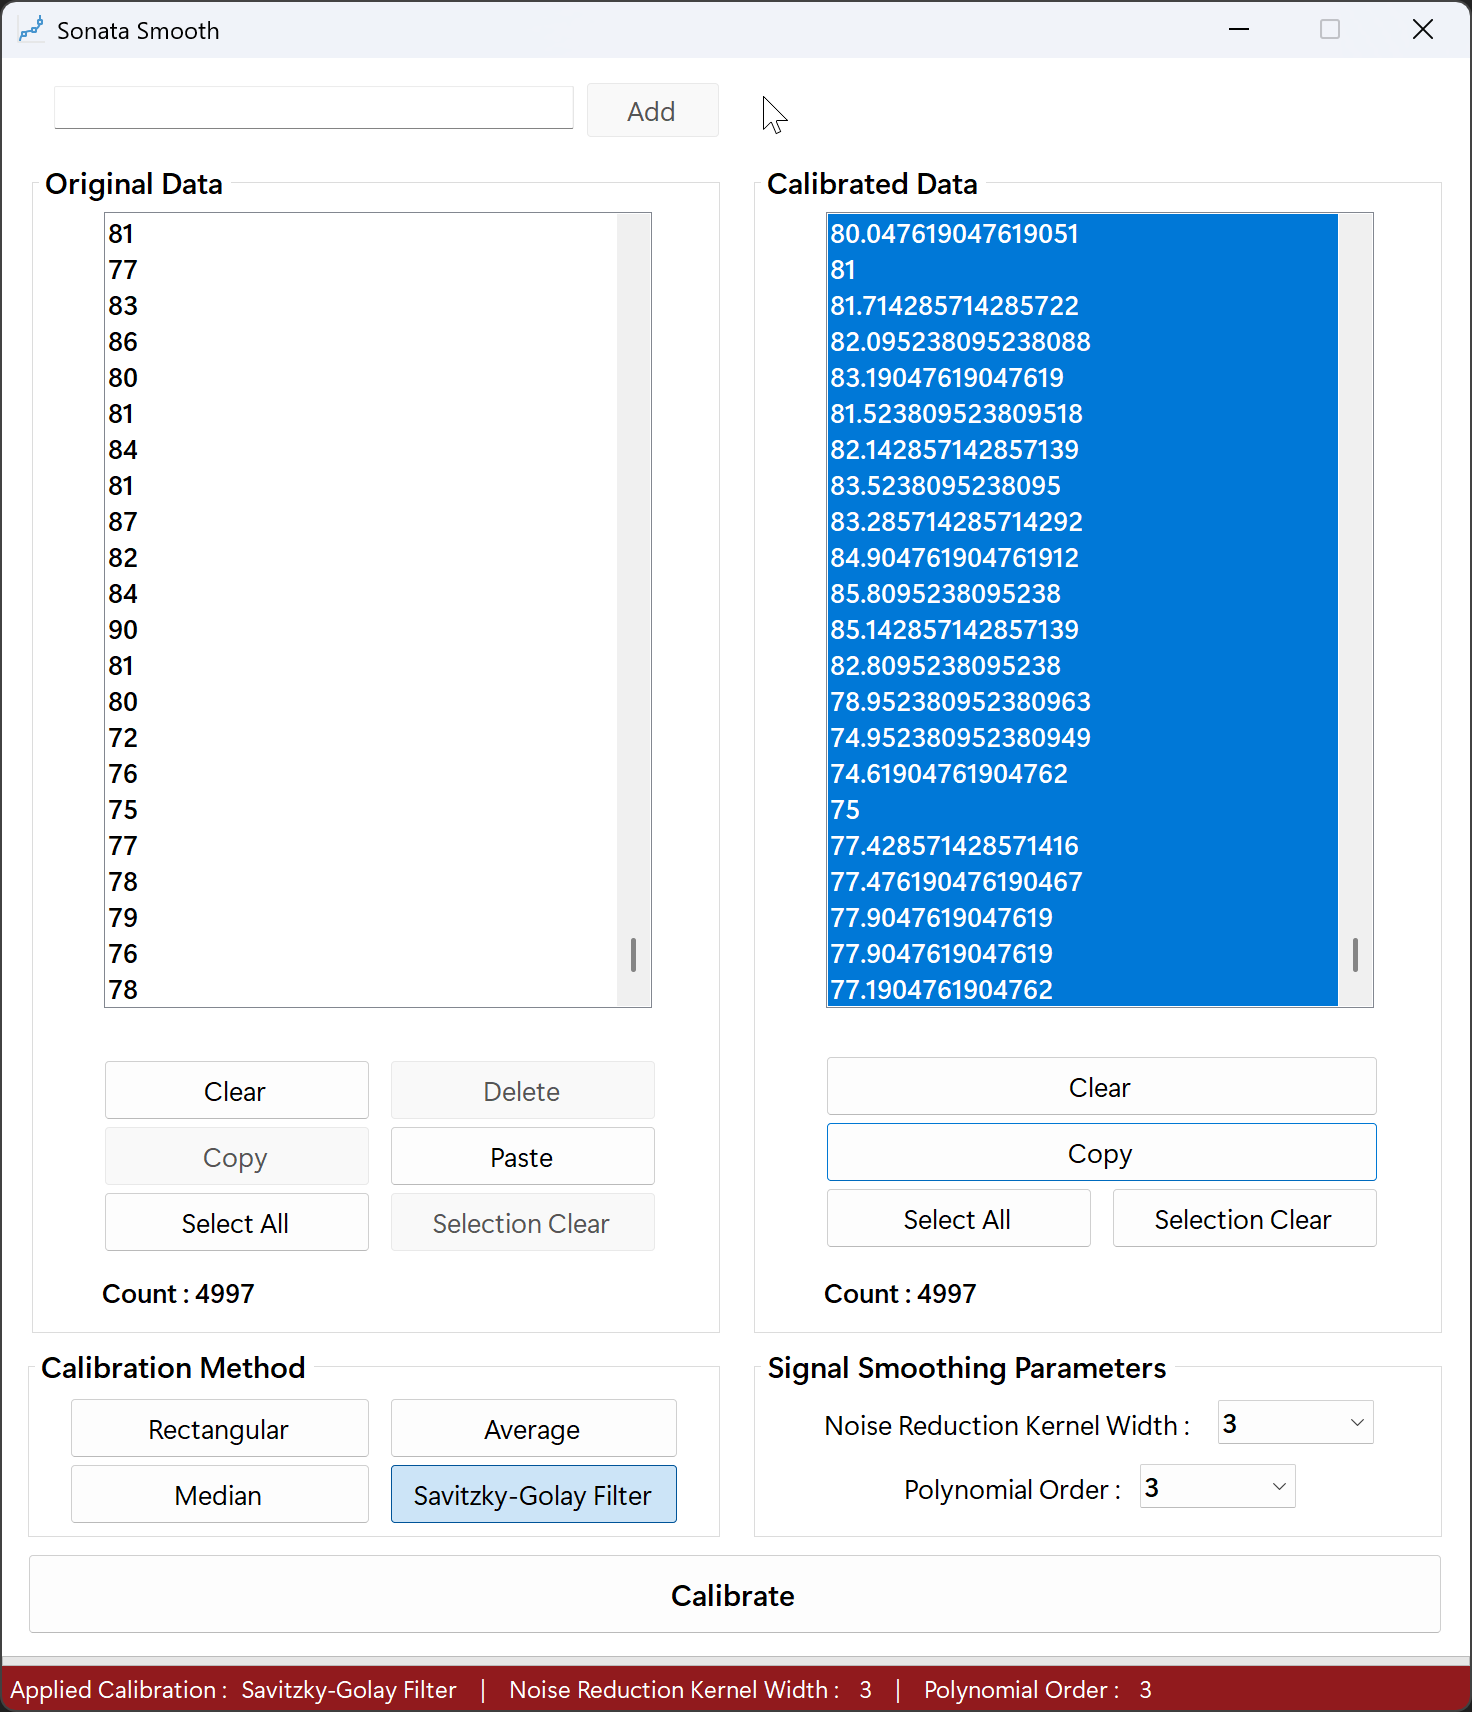 Sonata Smooth
Add
Original Data
81
77
83
86
80
81
84
81
87
82
84
90
81
80
72
76
75
77
78
79
76
78
Clear
Delete
Copy
Paste
Select All
Selection Clear
Count : 4997
Calibrated Data
80.047619047619051
81
81.714285714285722
82.095238095238088
83.19047619047619
81.523809523809518
82.142857142857139
83.5238095238095
83.285714285714292
84.904761904761912
85.8095238095238
85.142857142857139
82.8095238095238
78.952380952380963
74.952380952380949
74.61904761904762
75
77.428571428571416
77.476190476190467
77.9047619047619
77.9047619047619
77.1904761904762
Clear
Copy
Select All
Selection Clear
Count : 4997
Calibration Method
Rectangular
Average
Median
Savitzky-Golay Filter
Signal Smoothing Parameters
Noise Reduction Kernel Width : 3
Polynomial Order : 3
Calibrate
Applied Calibration : Savitzky-Golay Filter | Noise Reduction Kernel Width : 3 | Polynomial Order : 3